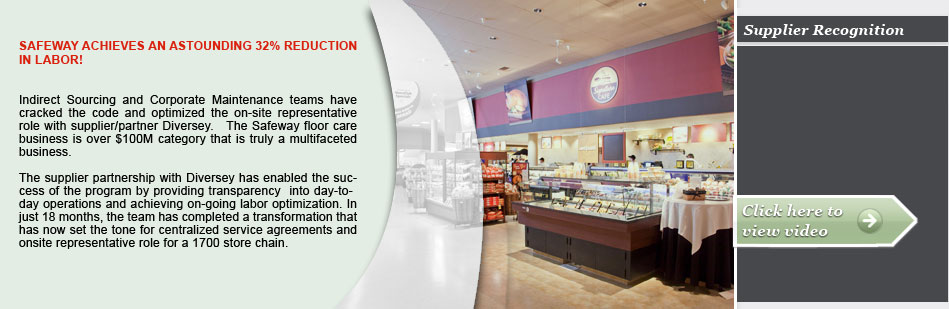 SAFEWAY ACHIEVES AN ASTOUNDING 32% REDUCTION
IN LABOR!
Indirect Sourcing and Corporate Maintenance teams have
cracked the code and optimized the on-site representative
role with supplier/partner Diversey. The Safeway floor care
business is over $100M category that is truly a multifaceted
business.
The supplier partnership with Diversey has enabled the suc-
cess of the program by providing transparency into day-to-
day operations and achieving on-going labor optimization. In
just 18 months, the team has completed a transformation that
has now set the tone for centralized service agreements and
onsite representative role for a 1700 store chain.
Supplier Recognition
Click here to
view video